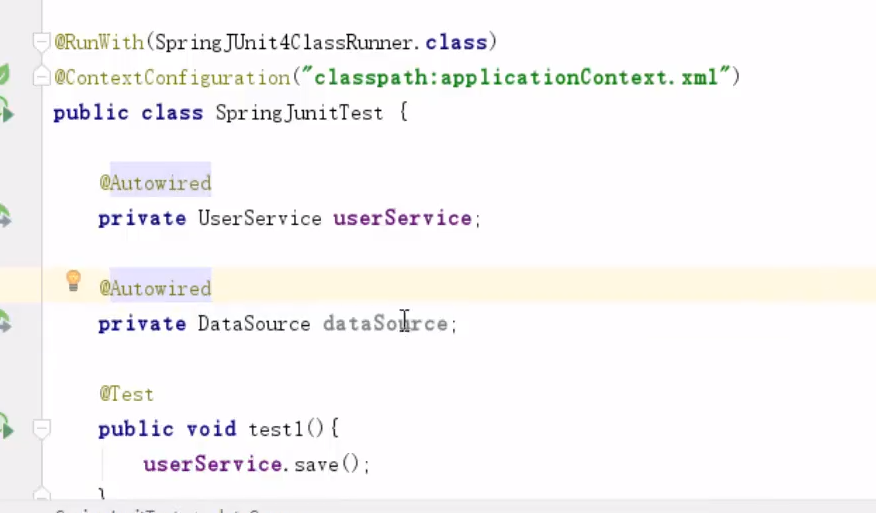 @RunWith(SpringJUnit4ClassRunner.class)
@ContextConfiguration("classpath:applicationContext.xml")
public class SpringJunitTest {
@Autowired
private UserService userService;
@Autowired
private DataSource dataSource;
@Test
public void test1(){
userService.save();
}